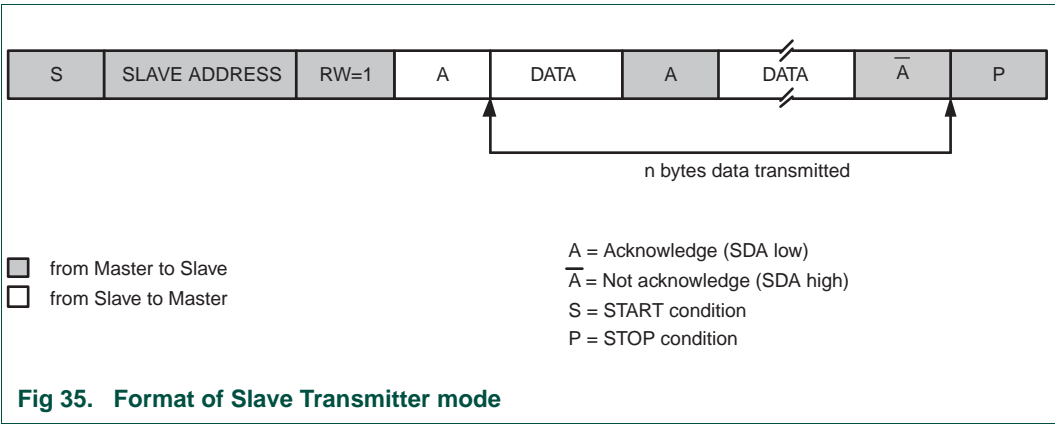 S SLAVE ADDRESS RW=1 A DATA A DATA A̅ P
n bytes data transmitted
from Master to Slave
from Slave to Master
A = Acknowledge (SDA low)
A̅ = Not acknowledge (SDA high)
S = START condition
P = STOP condition
Fig 35. Format of Slave Transmitter mode